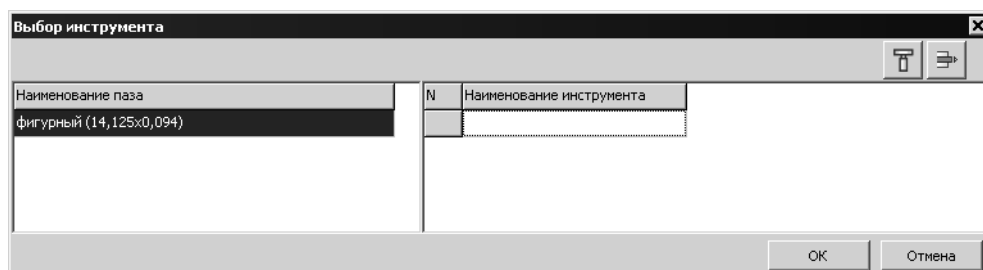 Выбор инструмента
Наименование паза
N Наименование инструмента
фигурный (14,125x0,094)
OK Отмена